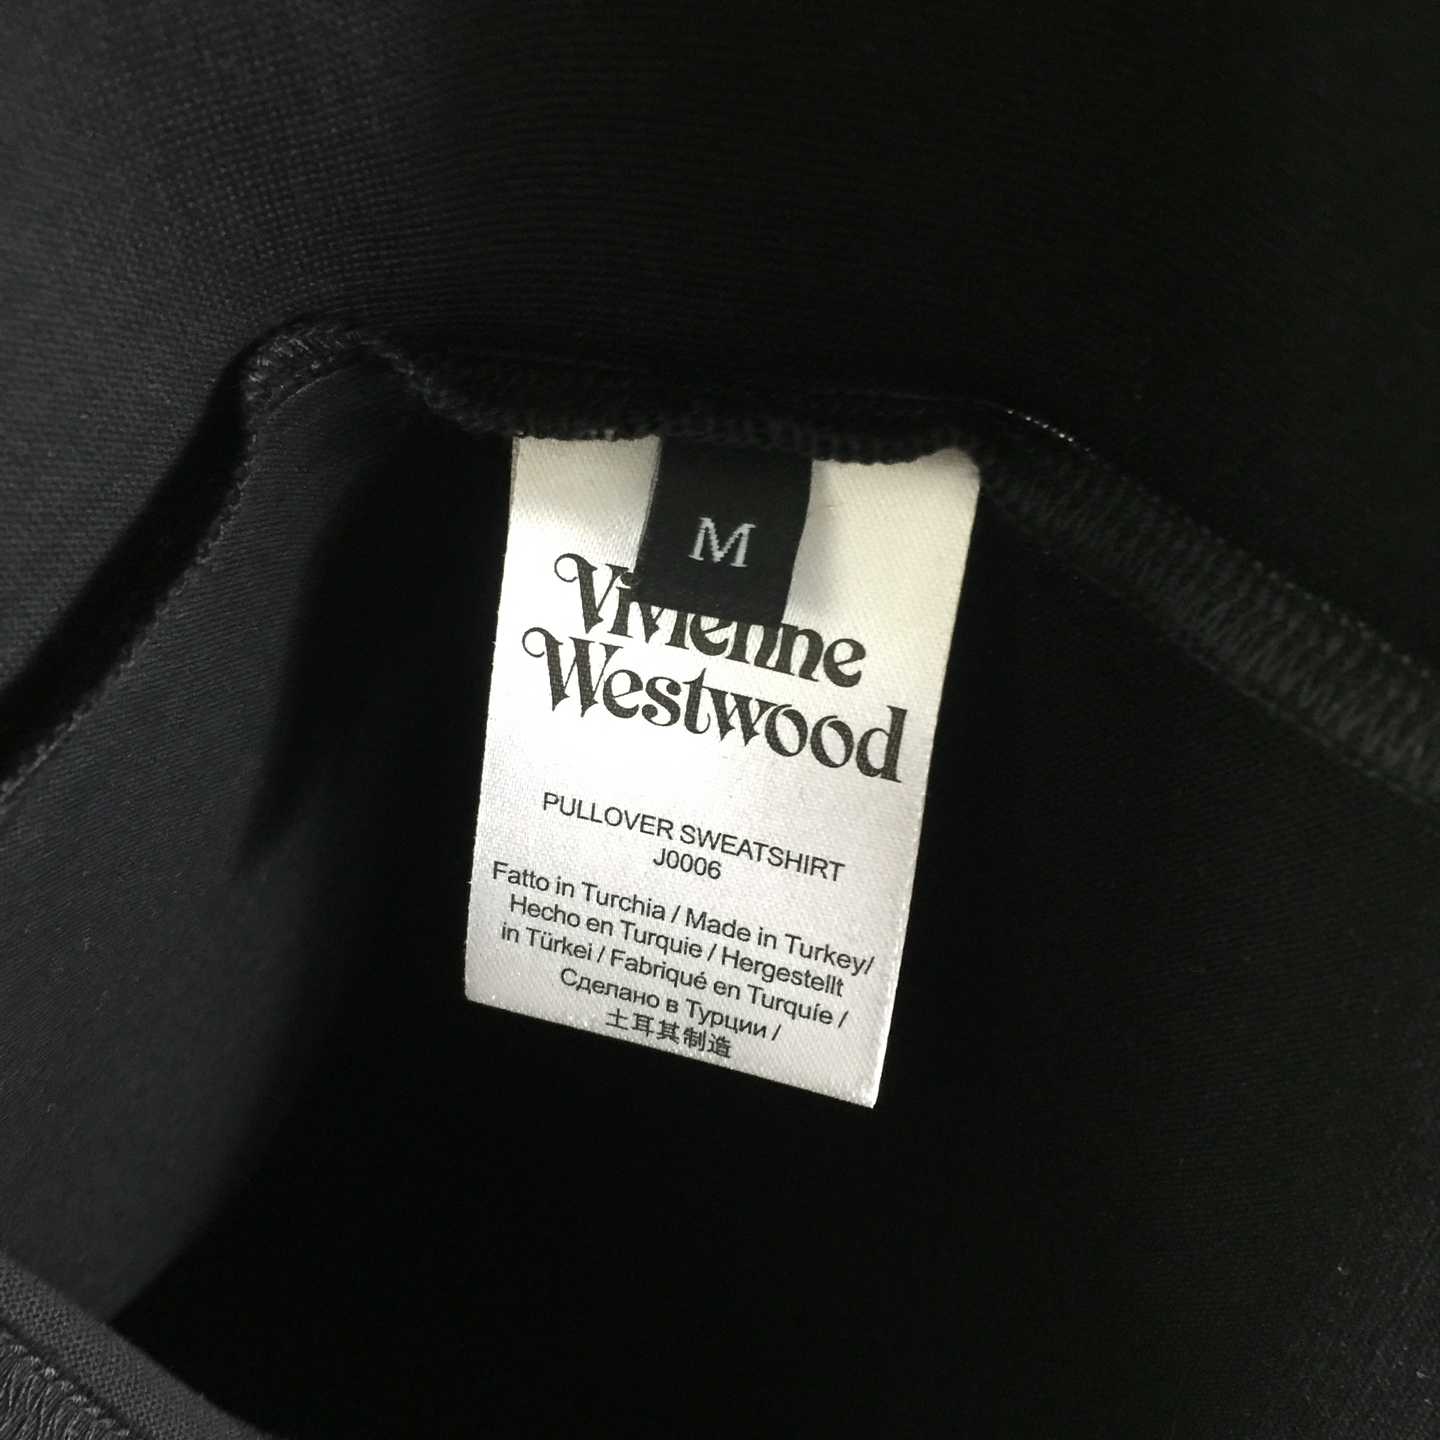 M
Vivienne
Westwood
PULLOVER SWEATSHIRT
J0006
Fatto in Turchia / Made in Turkey/
Hecho en Turquie / Hergestellt
in Türkei / Fabriqué en Turquíe /
Сделано в Турции /
土耳其制造